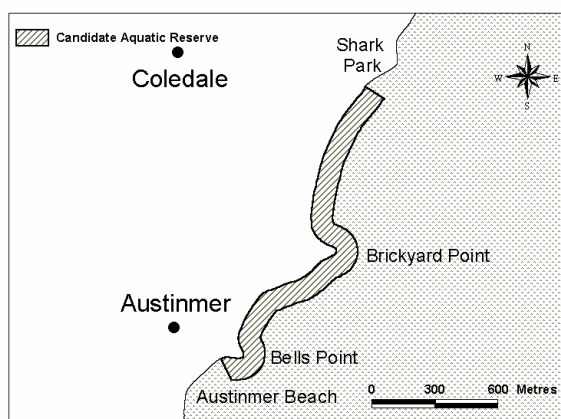 Candidate Aquatic Reserve
Shark
Park
Coledale
N
W
E
S
Brickyard Point
Austinmer
Bells Point
Austinmer Beach
0 300 600 Metres